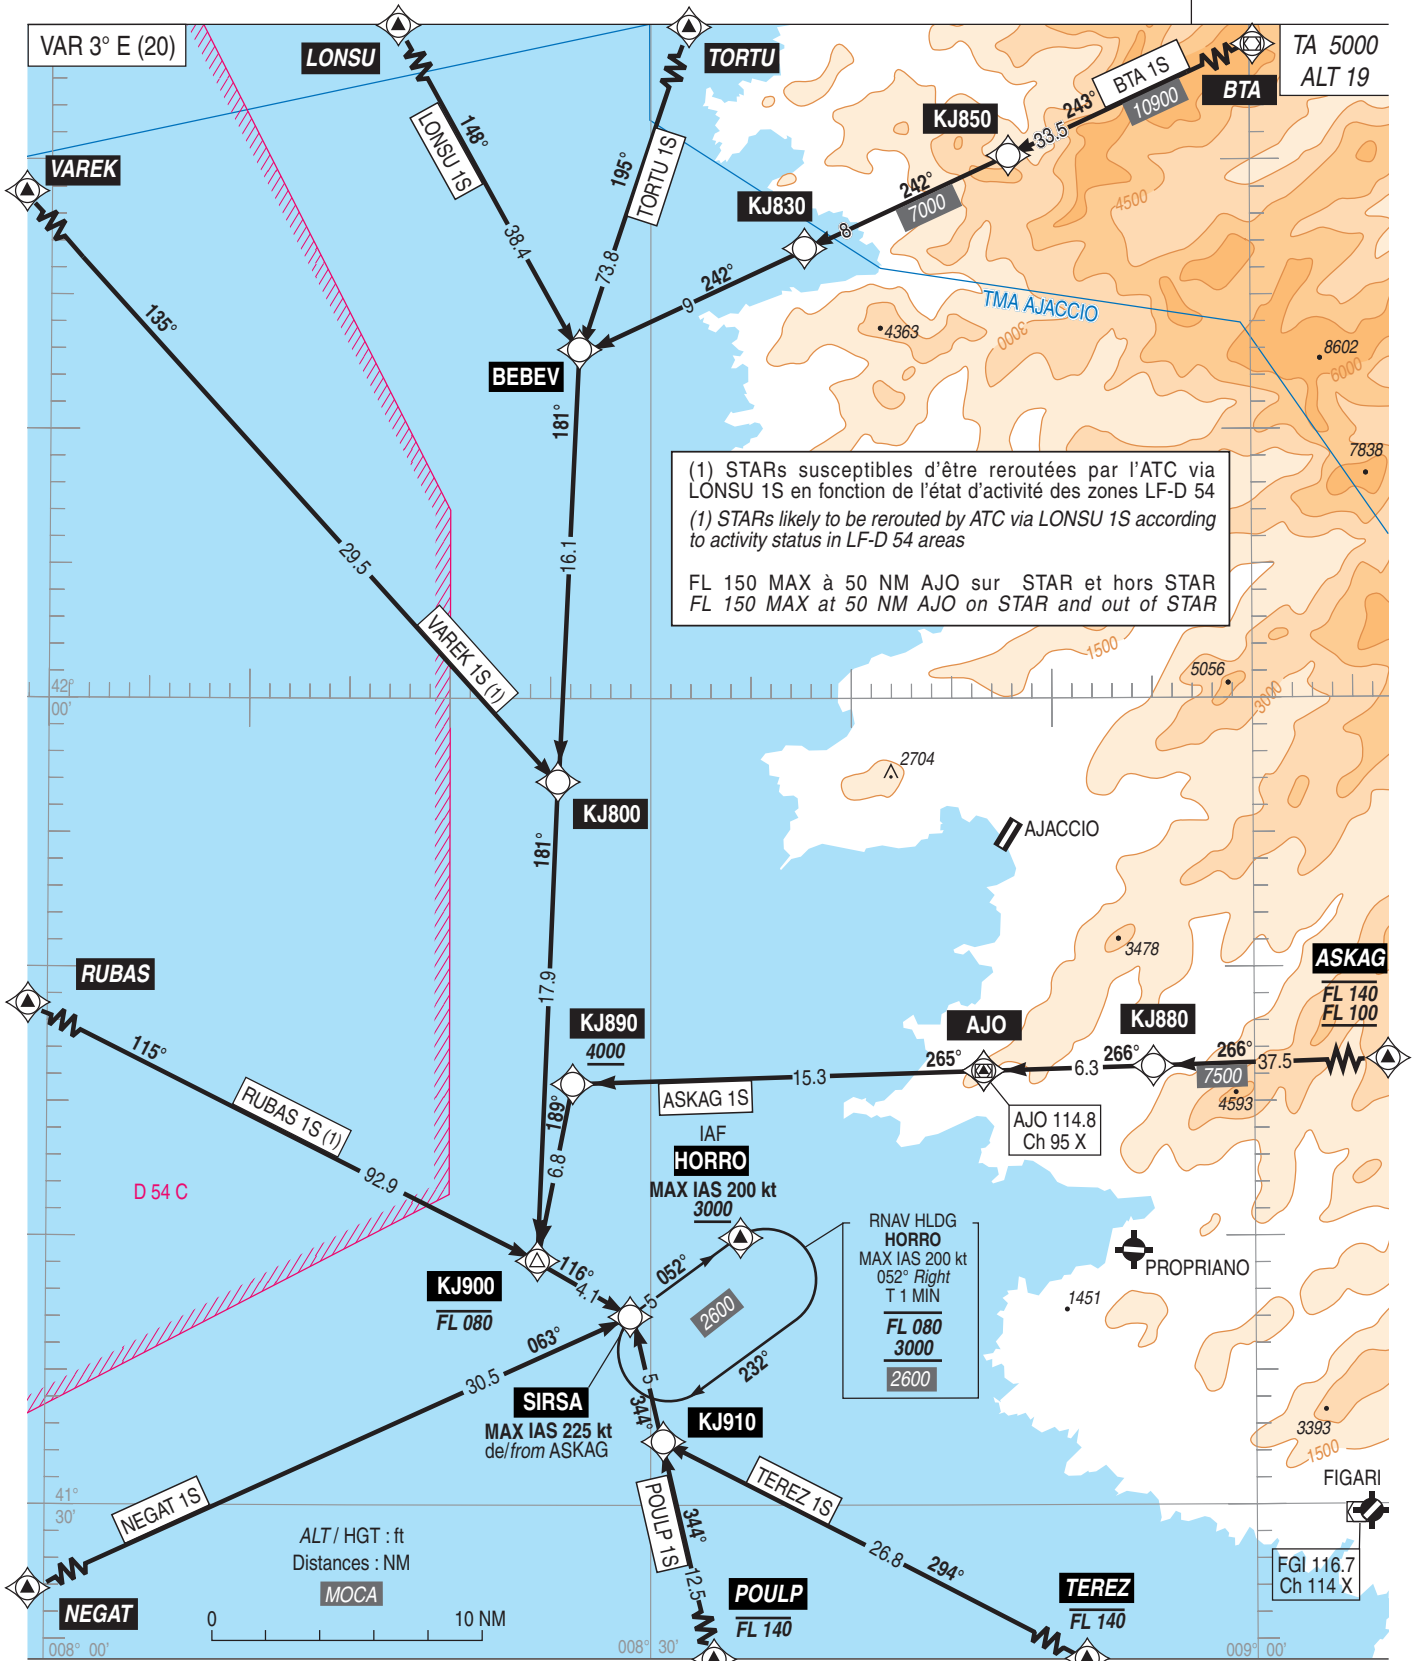 VAR 3° E (20)
LONSU
TORTU
TA 5000
ALT 19
BTA
BTA 1S
243°
10900
33.5
KJ850
VAREK
148°
LONSU 1S
195°
TORTU 1S
242°
7000
KJ830
8
4500
38.4
73.8
242°
9
TMA AJACCIO
135°
4363
3000
8602
6000
BEBEV
181°
7838
(1) STARs susceptibles d'être reroutées par l'ATC via
LONSU 1S en fonction de l'état d'activité des zones LF-D 54
(1) STARs likely to be rerouted by ATC via LONSU 1S according
to activity status in LF-D 54 areas
FL 150 MAX à 50 NM AJO sur STAR et hors STAR
FL 150 MAX at 50 NM AJO on STAR and out of STAR
29.5
16.1
VAREK 1S (1)
1500
5056
3000
42°
00'
2704
KJ800
AJACCIO
181°
3478
RUBAS
17.9
ASKAG
FL 140
FL 100
KJ890
4000
AJO
KJ880
115°
265°
266°
266°
37.5
15.3
6.3
7500
4593
ASKAG 1S
189°
AJO 114.8
Ch 95 X
RUBAS 1S (1)
6.8
IAF
HORRO
MAX IAS 200 kt
3000
D 54 C
92.9
RNAV HLDG
HORRO
MAX IAS 200 kt
052° Right
T 1 MIN
FL 080
3000
2600
PROPRIANO
KJ900
FL 080
116°
4.1
052°
5
2600
1451
063°
30.5
232°
SIRSA
MAX IAS 225 kt
de/from ASKAG
5
344°
KJ910
3393
1500
FIGARI
41°
30'
NEGAT 1S
POULP 1S
344°
TEREZ 1S
ALT / HGT : ft
Distances : NM
MOCA
26.8
294°
12.5
FGI 116.7
Ch 114 X
NEGAT
POULP
FL 140
TEREZ
FL 140
0
10 NM
008° 00'
008° 30'
009° 00'